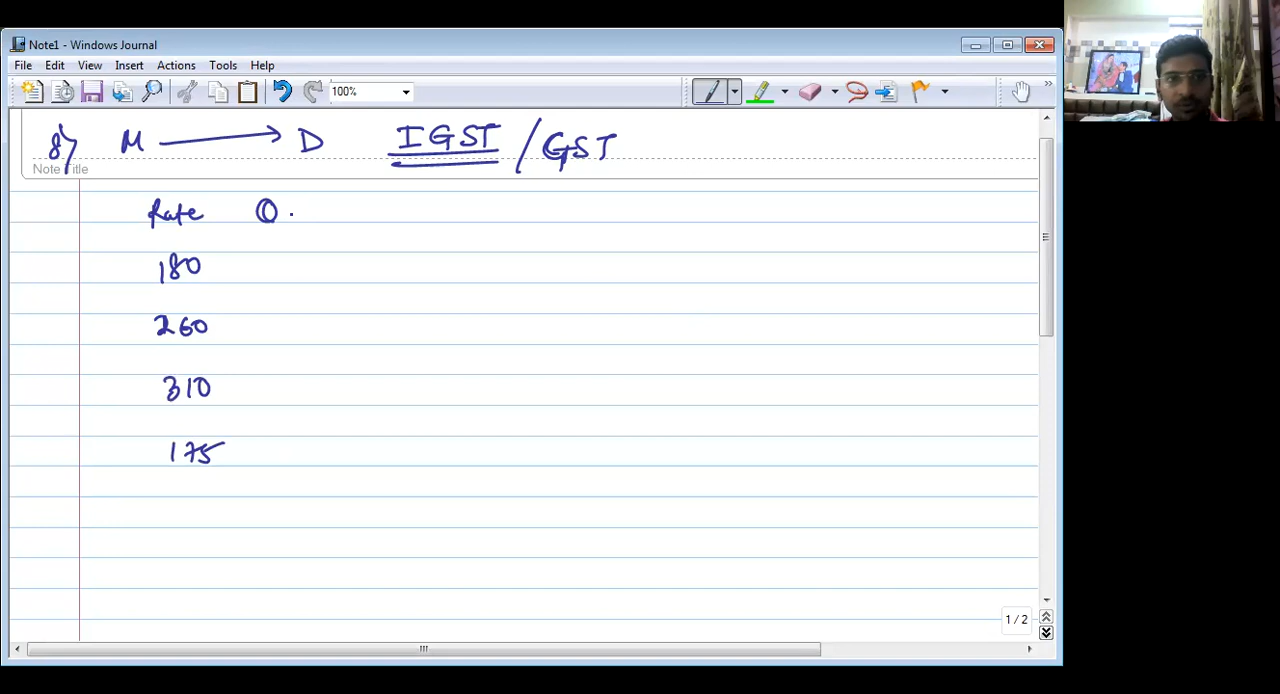 Note1 - Windows Journal
File Edit View Insert Actions Tools Help
100%
8) M → D IGST / GST
Note Title
Rate Q.
180
260
310
175
1 / 2